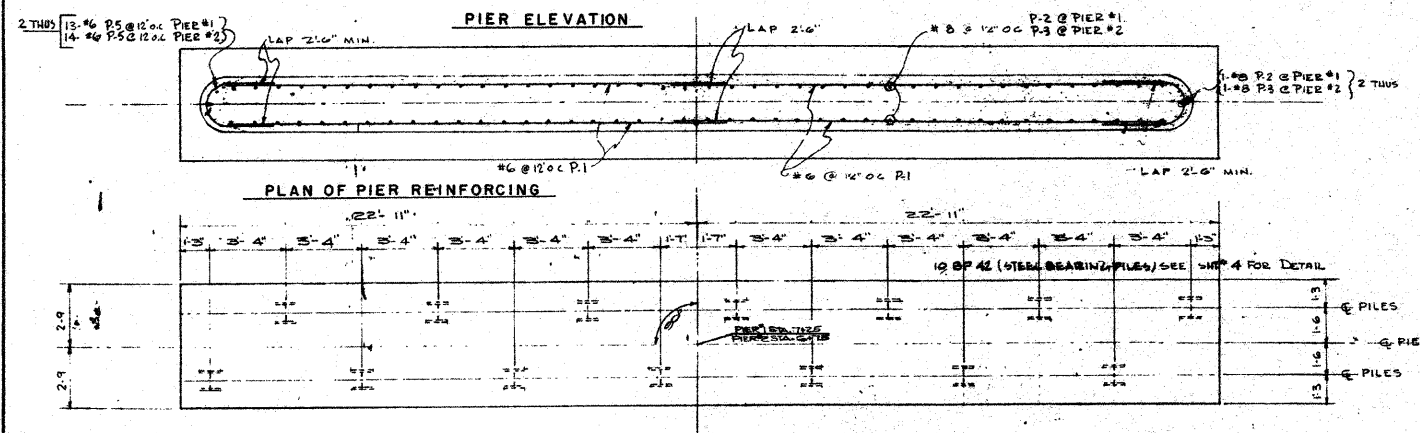 PIER ELEVATION
2 THUS
13-#6 P.5 @ 12"o.c. PIER #1
14-#6 P.5 @ 12 o.c. PIER #2
LAP 2'-6" MIN.
LAP 2'-6"
#8 @ 12" OC
P-2 @ PIER #1
P-3 @ PIER #2
1-#8 P.2 @ PIER #1
1-#8 P.3 @ PIER #2
2 THUS
#6 @ 12" OC P.1
#6 @ 12" OC P.1
LAP 2'-6" MIN.
PLAN OF PIER REINFORCING
22'-11"
22'-11"
1-3 3'-4" 3'-4" 3'-4" 3'-4" 3'-4" 3'-4" 1-7 1'-7" 3'-4" 3'-4" 3'-4" 3'-4" 3'-4" 3'-4" 1-3
10 BP 42 (STEEL BEARING PILES) SEE SHT# 4 FOR DETAIL
2-9
2-9
1-3
1-6
1-6
1-3
℄ PILES
℄ PIE
℄ PILES